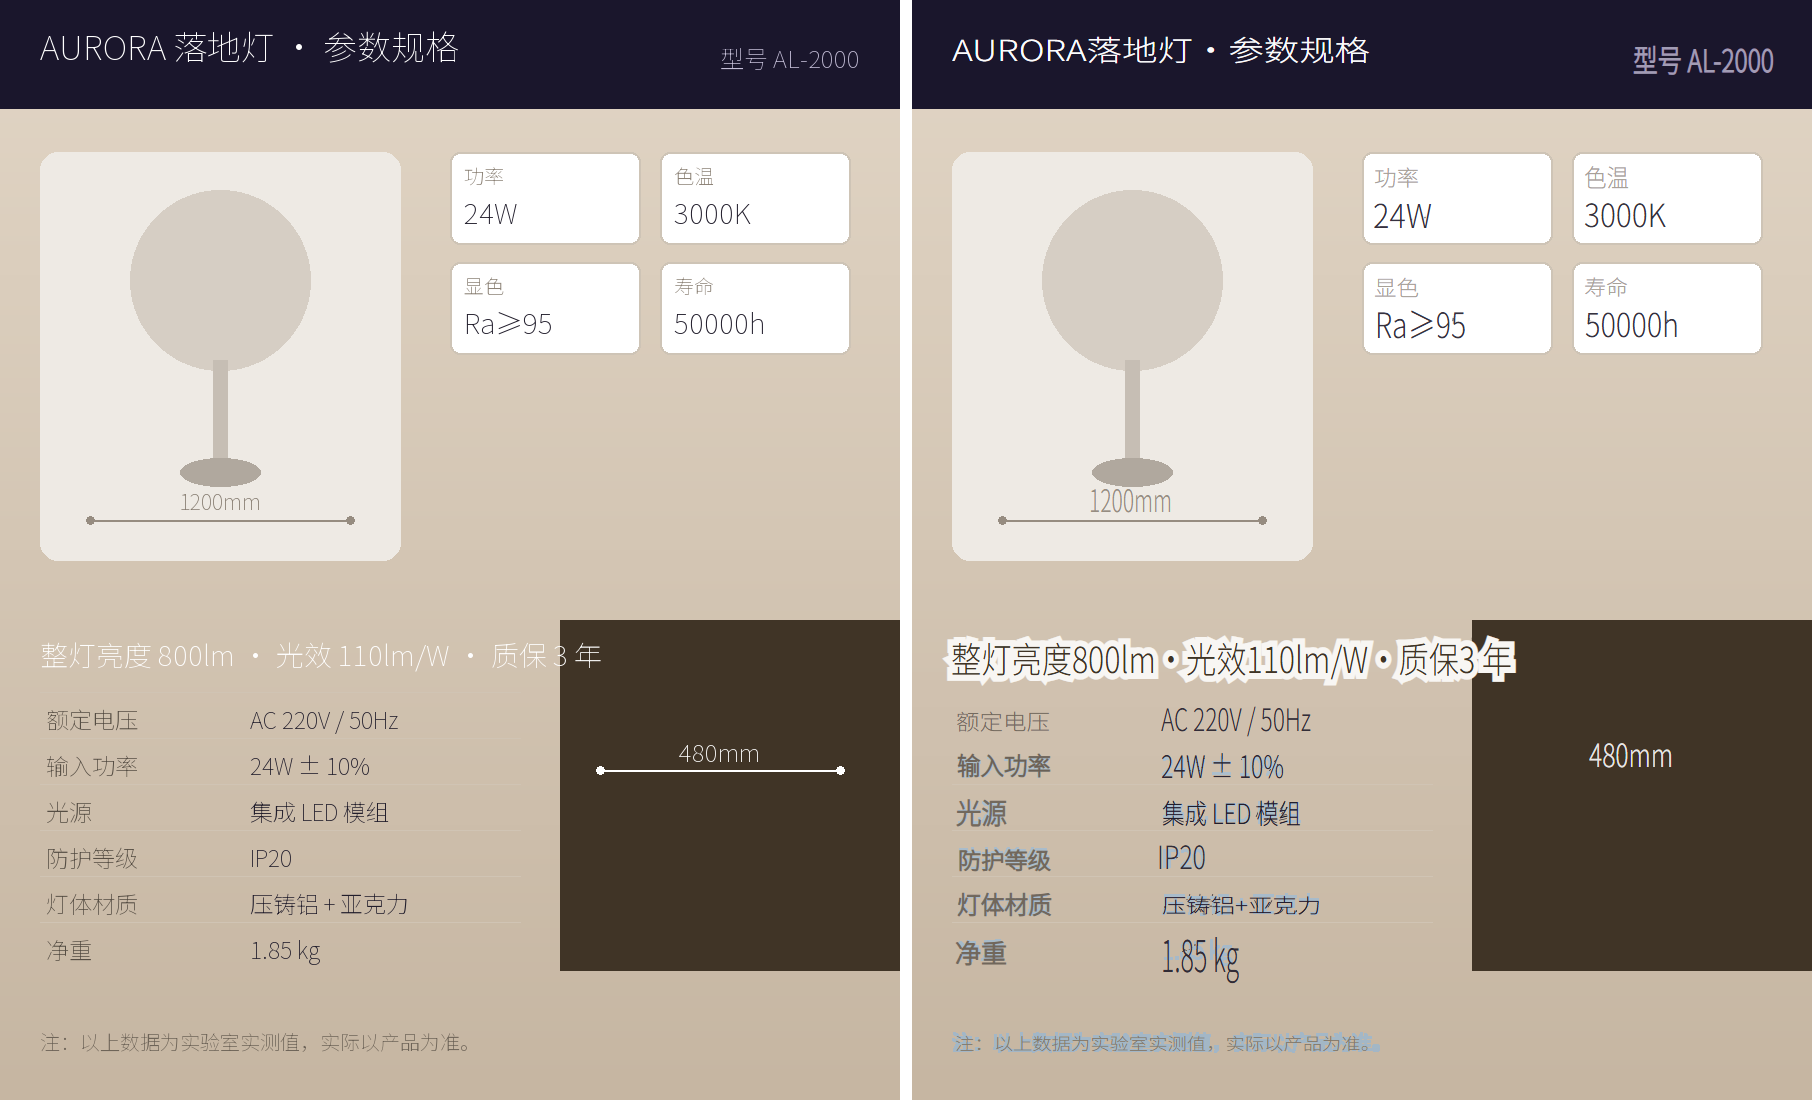 AURORA 落地灯 · 参数规格
型号 AL-2000
功率
24W
色温
3000K
显色
Ra≥95
寿命
50000h
1200mm
整灯亮度 800lm · 光效 110lm/W · 质保 3 年
额定电压 AC 220V / 50Hz
输入功率 24W ± 10%
光源 集成 LED 模组
防护等级 IP20
灯体材质 压铸铝 + 亚克力
净重 1.85 kg
480mm
注：以上数据为实验室实测值，实际以产品为准。
AURORA落地灯·参数规格
型号 AL-2000
功率
24W
色温
3000K
显色
Ra≥95
寿命
50000h
1200mm
整灯亮度800lm·光效110lm/W·质保3年
额定电压 AC 220V / 50Hz
输入功率 24W ± 10%
光源 集成 LED 模组
防护等级 IP20
灯体材质 压铸铝+亚克力
净重 1.85 kg
480mm
注：以上数据为实验室实测值，实际以产品为准。